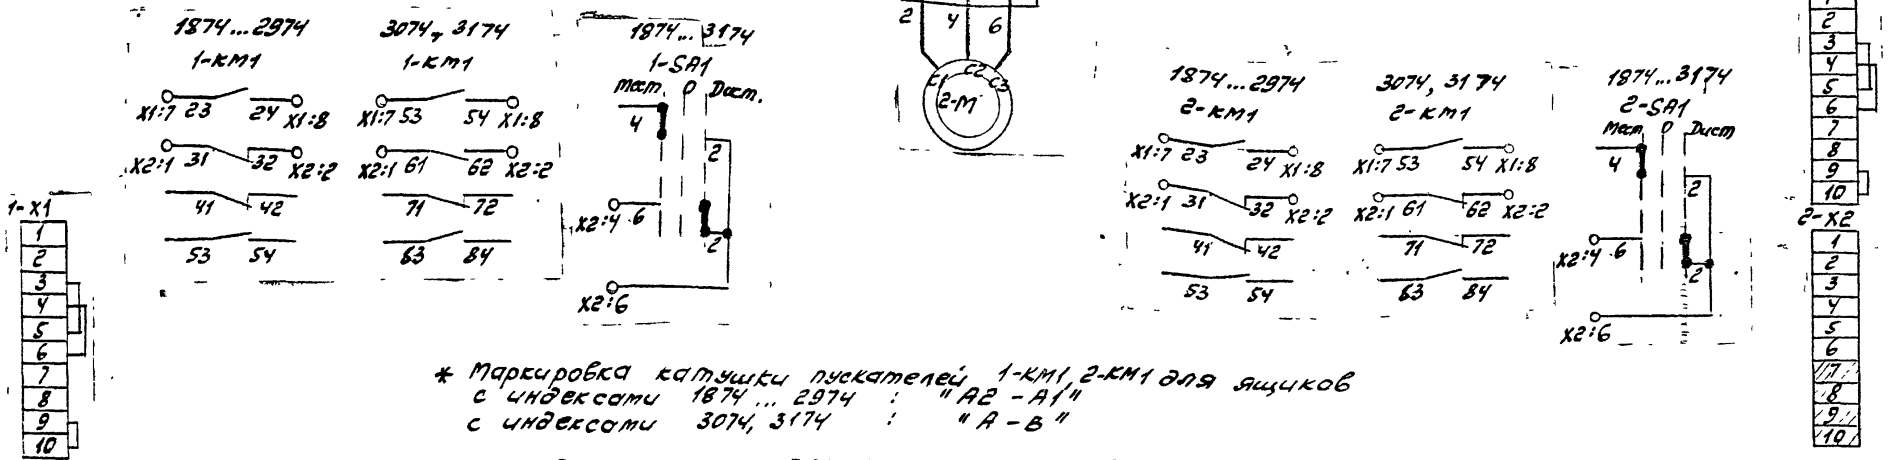 1874...2974
1-КМ1
X1:7 23 24 X1:8
X2:1 31 32 X2:2
41 42
53 54
3074, 3174
1-КМ1
X1:7 53 54 X1:8
X2:1 61 62 X2:2
71 72
63 84
1874...3174
1-SA1
Мест. 0 Дист.
4
2
X2:4 6
2
X2:6
2 4 6
C1 C2 C3
2-М
1874...2974
2-КМ1
X1:7 23 24 X1:8
X2:1 31 32 X2:2
41 42
53 54
3074, 3174
2-КМ1
X1:7 53 54 X1:8
X2:1 61 62 X2:2
71 72
63 84
1874...3174
2-SA1
Мест 0 Дист
4
2
X2:4 6
2
X2:6
1-X1
1
2
3
4
5
6
7
8
9
10
2
3
4
5
6
7
8
9
10
2-X2
1
2
3
4
5
6
7
8
9
10
* Маркировка катушки пускателей 1-КМ1, 2-КМ1 для ящиков
с индексами 1874... 2974 : "А2 - А1"
с индексами 3074, 3174 : "А - В"